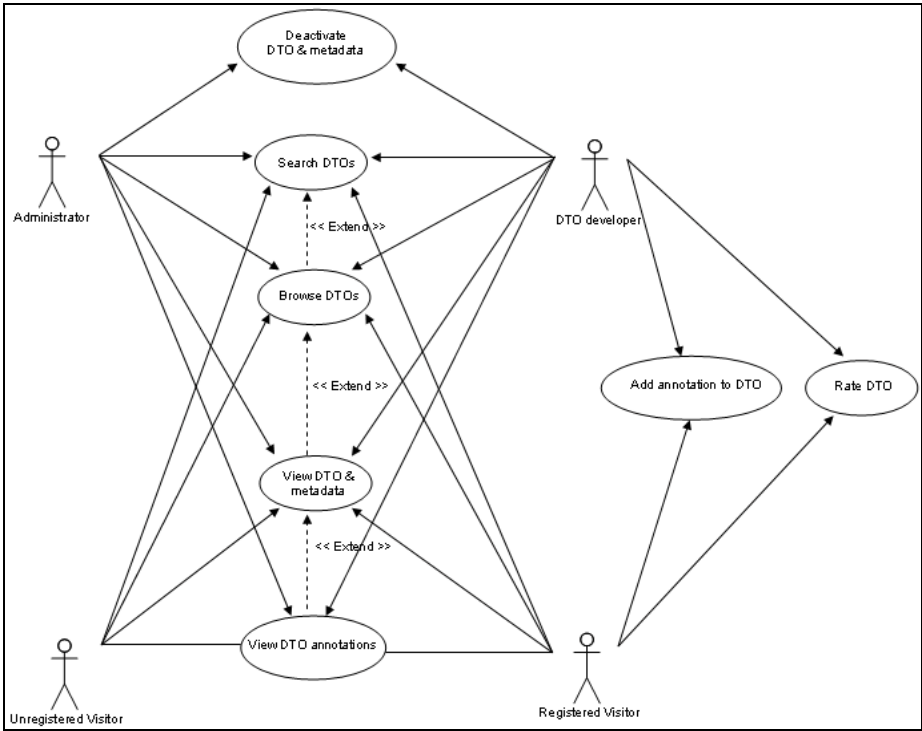 Deactivate
DTO & metadata
Search DTOs
Administrator
DTO developer
<< Extend >>
Browse DTOs
<< Extend >>
Add annotation to DTO
Rate DTO
View DTO &
metadata
<< Extend >>
View DTO annotations
Unregistered Visitor
Registered Visitor